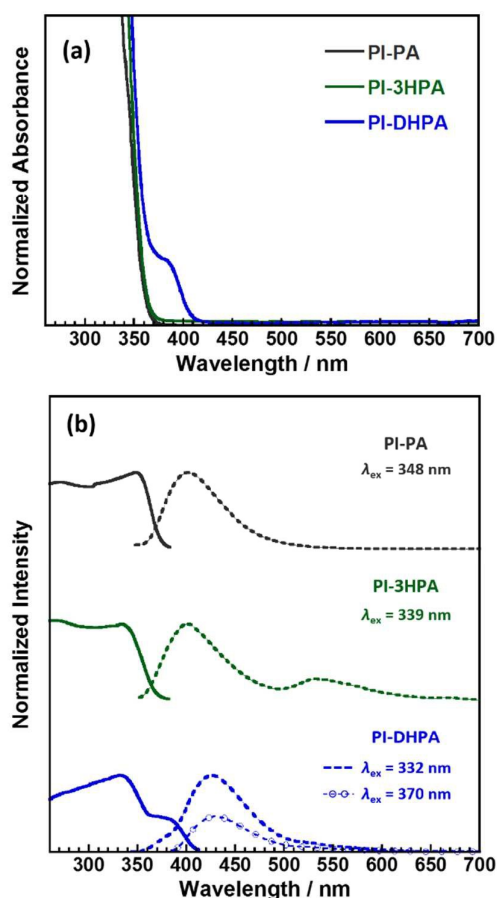 (a)
PI-PA
PI-3HPA
PI-DHPA
Normalized Absorbance
300 350 400 450 500 550 600 650 700
Wavelength / nm
(b)
PI-PA
λex = 348 nm
PI-3HPA
λex = 339 nm
PI-DHPA
λex = 332 nm
λex = 370 nm
Normalized Intensity
300 350 400 450 500 550 600 650 700
Wavelength / nm